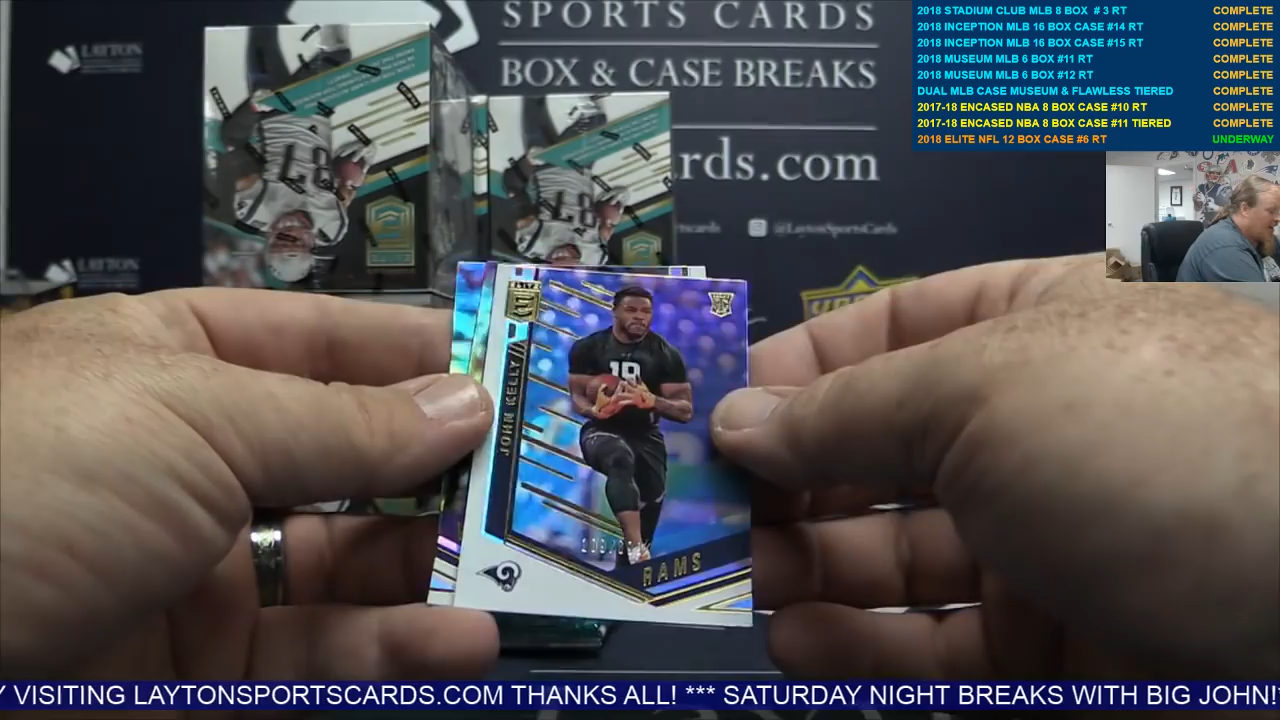 SPORTS CARDS
BOX & CASE BREAKS
rds.com
@LaytonSportsCards
LAYTON
LAYTON
87
87
ELITE
JOHN KELLY
18
RAMS
2018 STADIUM CLUB MLB 8 BOX # 3 RT COMPLETE
2018 INCEPTION MLB 16 BOX CASE #14 RT COMPLETE
2018 INCEPTION MLB 16 BOX CASE #15 RT COMPLETE
2018 MUSEUM MLB 6 BOX #11 RT COMPLETE
2018 MUSEUM MLB 6 BOX #12 RT COMPLETE
DUAL MLB CASE MUSEUM & FLAWLESS TIERED COMPLETE
2017-18 ENCASED NBA 8 BOX CASE #10 RT COMPLETE
2017-18 ENCASED NBA 8 BOX CASE #11 TIERED COMPLETE
2018 ELITE NFL 12 BOX CASE #6 RT UNDERWAY
Y VISITING LAYTONSPORTSCARDS.COM THANKS ALL! *** SATURDAY NIGHT BREAKS WITH BIG JOHN!